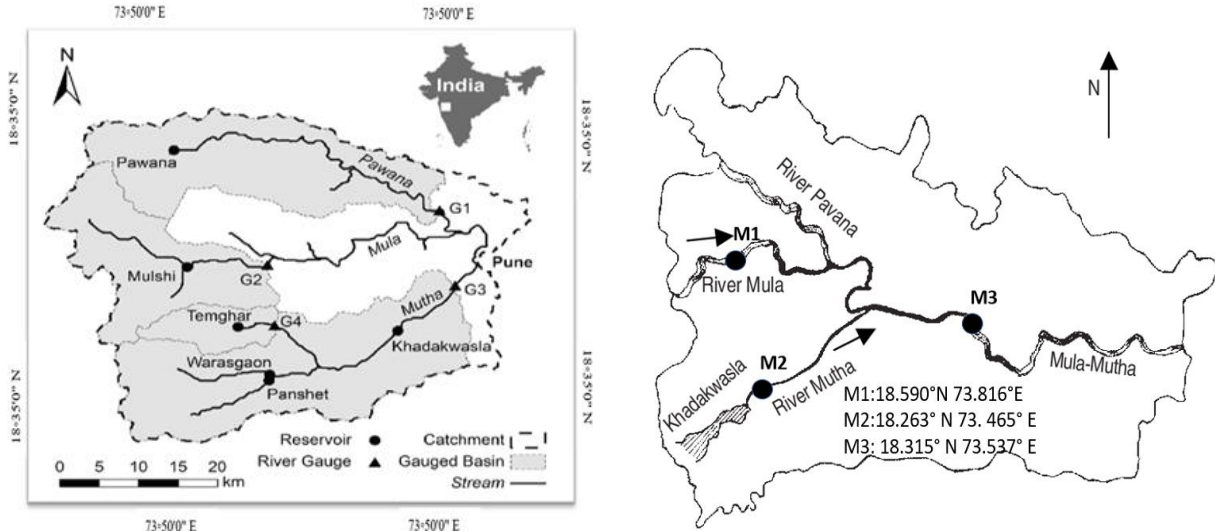 73°50'0" E
73°50'0" E
18°35'0" N
18°35'0" N
N
India
Pawana
Pawana
G1
Mula
Pune
Mulshi
G2
G3
Mutha
Temghar
G4
Khadakwasla
Warasgaon
Panshet
Reservoir
Catchment
River Gauge
Gauged Basin
Stream
0 5 10 15 20
km
18°35'0" N
18°35'0" N
73°50'0" E
73°50'0" E
N
River Pavana
M1
River Mula
M3
M2
Mula-Mutha
Khadakwasla
River Mutha
M1:18.590°N 73.816°E
M2:18.263° N 73. 465° E
M3: 18.315° N 73.537° E